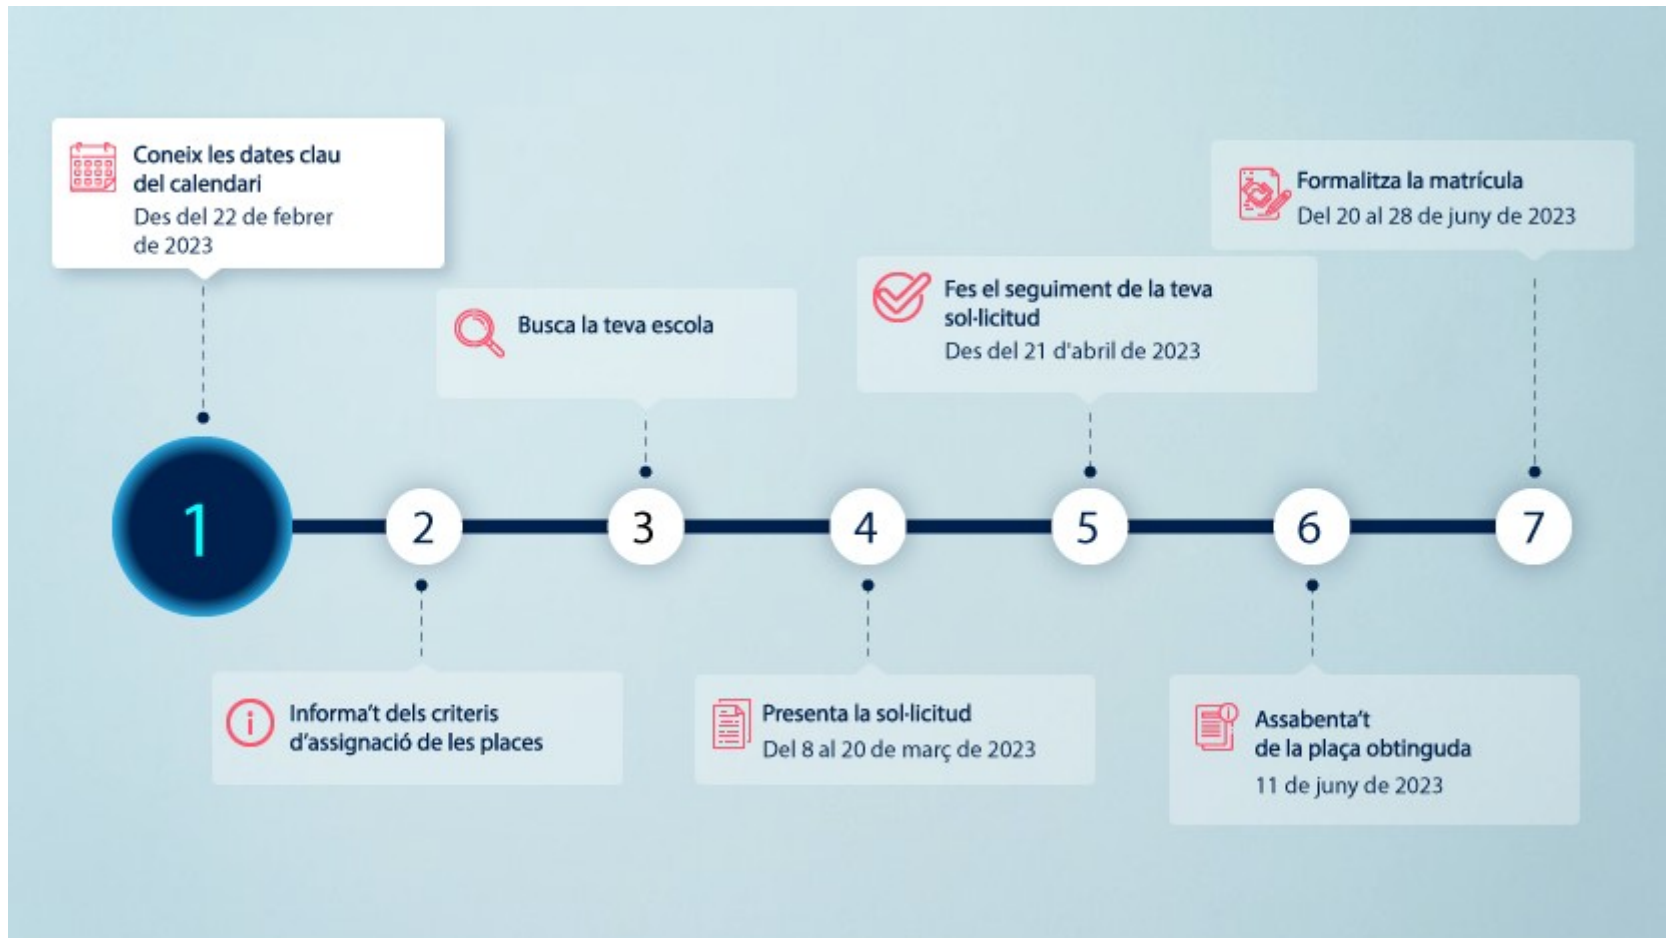 Coneix les dates clau
del calendari
Des del 22 de febrer
de 2023
Busca la teva escola
Fes el seguiment de la teva
sol·licitud
Des del 21 d'abril de 2023
Formalitza la matrícula
Del 20 al 28 de juny de 2023
1
2
3
4
5
6
7
Informa't dels criteris
d'assignació de les places
Presenta la sol·licitud
Del 8 al 20 de març de 2023
Assabenta't
de la plaça obtinguda
11 de juny de 2023